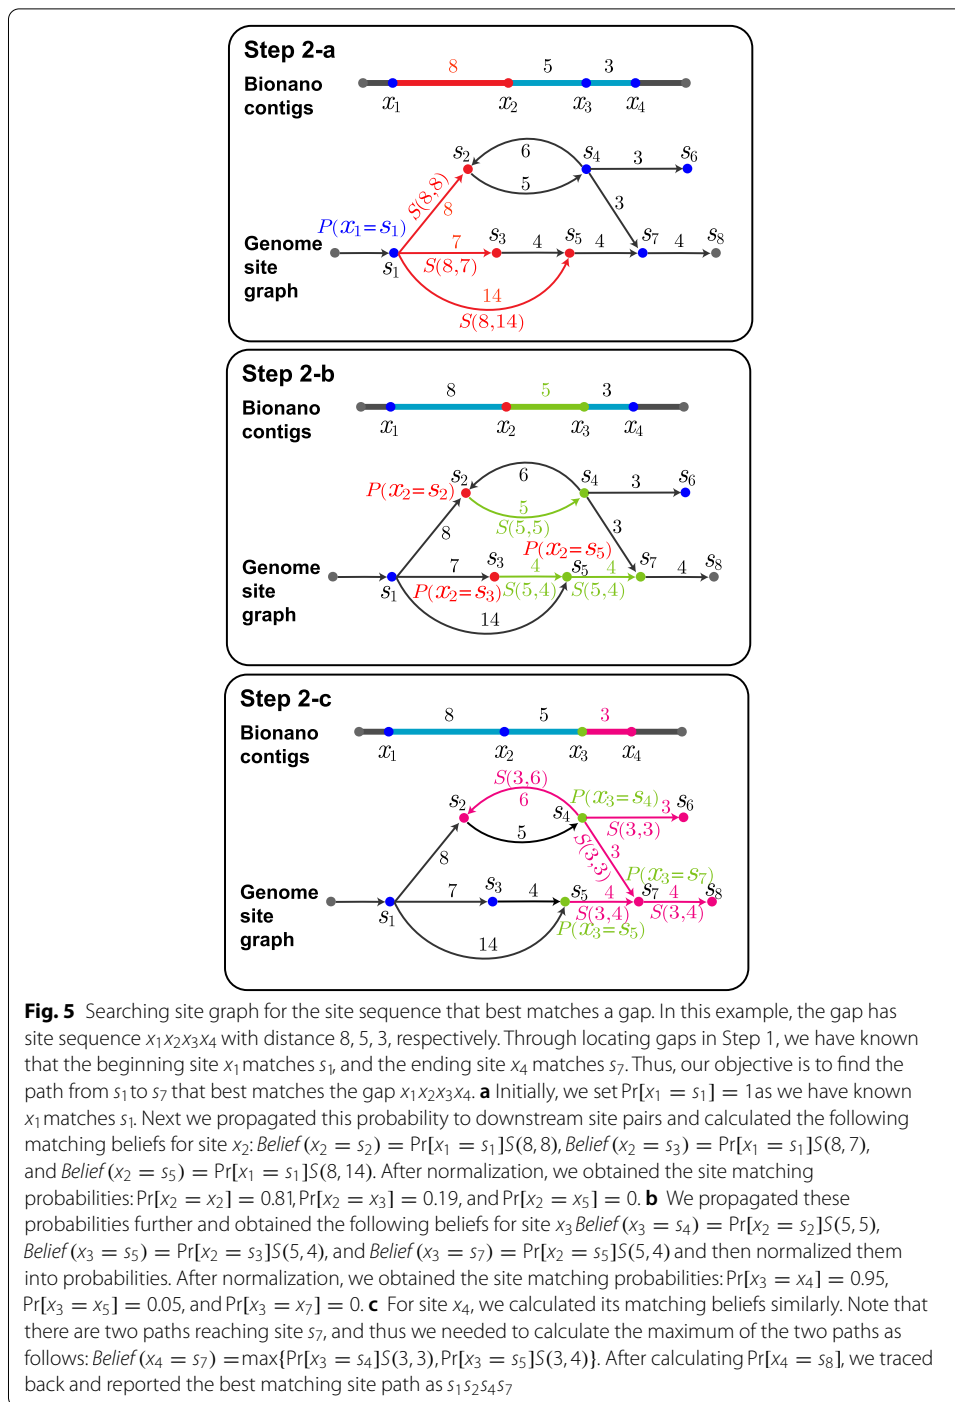 Step 2-a
8 5 3
Bionano
contigs
x1 x2 x3 x4
s2 6 s4 3 s6
5
S(8,8)
8
3
P(x1=s1)
Genome
site
graph
s1 7 s3 4 s5 4 s7 4 s8
S(8,7)
14
S(8,14)
Step 2-b
8 5 3
Bionano
contigs
x1 x2 x3 x4
s2 6 s4 3 s6
P(x2=s2)
5
S(5,5)
8
3
P(x2=s5)
Genome
site
graph
s1 7 s3 4 s5 4 s7 4 s8
P(x2=s3) S(5,4) S(5,4)
14
Step 2-c
8 5 3
Bionano
contigs
x1 x2 x3 x4
S(3,6)
s2 6 s4 P(x3=s4) 3 s6
5
S(3,3)
8
S(3,3)
3
P(x3=s7)
Genome
site
graph
s1 7 s3 4 s5 4 s7 4 s8
S(3,4) S(3,4)
P(x3=s5)
14
Fig. 5 Searching site graph for the site sequence that best matches a gap. In this example, the gap has
site sequence x1x2x3x4 with distance 8, 5, 3, respectively. Through locating gaps in Step 1, we have known
that the beginning site x1 matches s1, and the ending site x4 matches s7. Thus, our objective is to find the
path from s1 to s7 that best matches the gap x1x2x3x4. a Initially, we set Pr[x1 = s1] = 1as we have known
x1 matches s1. Next we propagated this probability to downstream site pairs and calculated the following
matching beliefs for site x2: Belief (x2 = s2) = Pr[x1 = s1]S(8, 8), Belief (x2 = s3) = Pr[x1 = s1]S(8, 7),
and Belief (x2 = s5) = Pr[x1 = s1]S(8, 14). After normalization, we obtained the site matching
probabilities: Pr[x2 = x2] = 0.81, Pr[x2 = x3] = 0.19, and Pr[x2 = x5] = 0. b We propagated these
probabilities further and obtained the following beliefs for site x3 Belief (x3 = s4) = Pr[x2 = s2]S(5, 5),
Belief (x3 = s5) = Pr[x2 = s3]S(5, 4), and Belief (x3 = s7) = Pr[x2 = s5]S(5, 4) and then normalized them
into probabilities. After normalization, we obtained the site matching probabilities: Pr[x3 = x4] = 0.95,
Pr[x3 = x5] = 0.05, and Pr[x3 = x7] = 0. c For site x4, we calculated its matching beliefs similarly. Note that
there are two paths reaching site s7, and thus we needed to calculate the maximum of the two paths as
follows: Belief (x4 = s7) =max{Pr[x3 = s4]S(3, 3), Pr[x3 = s5]S(3, 4)}. After calculating Pr[x4 = s8], we traced
back and reported the best matching site path as s1s2s4s7